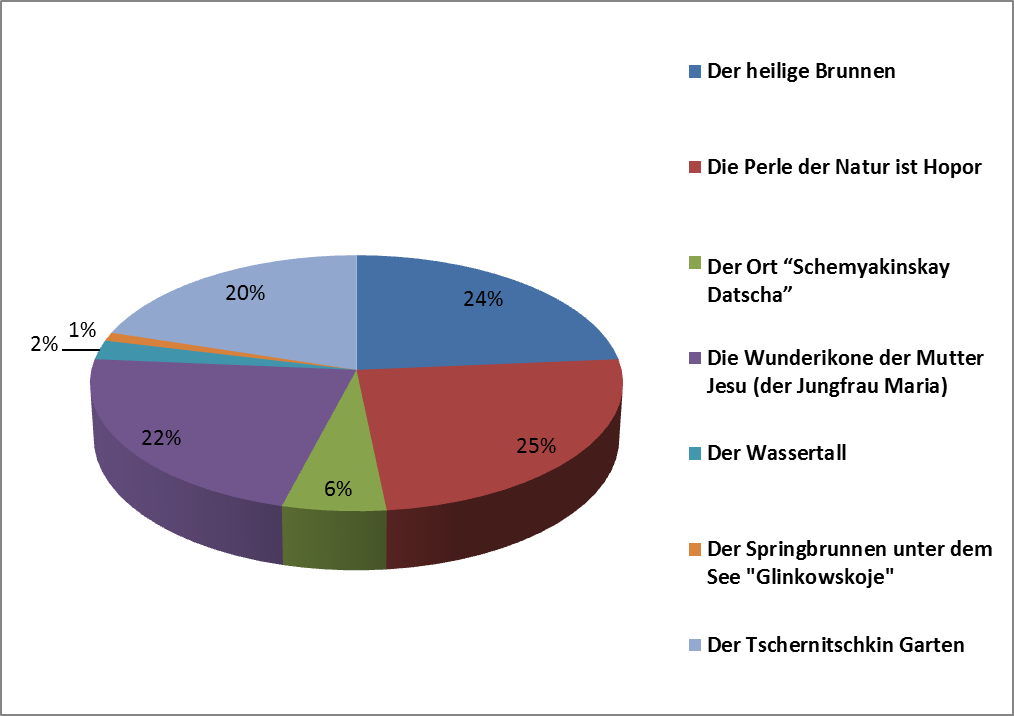 Der heilige Brunnen
Die Perle der Natur ist Hopor
Der Ort “Schemyakinskay
Datscha”
Die Wunderikone der Mutter
Jesu (der Jungfrau Maria)
Der Wassertall
Der Springbrunnen unter dem
See "Glinkowskoje"
Der Tschernitschkin Garten
24%
25%
6%
22%
2%
1%
20%